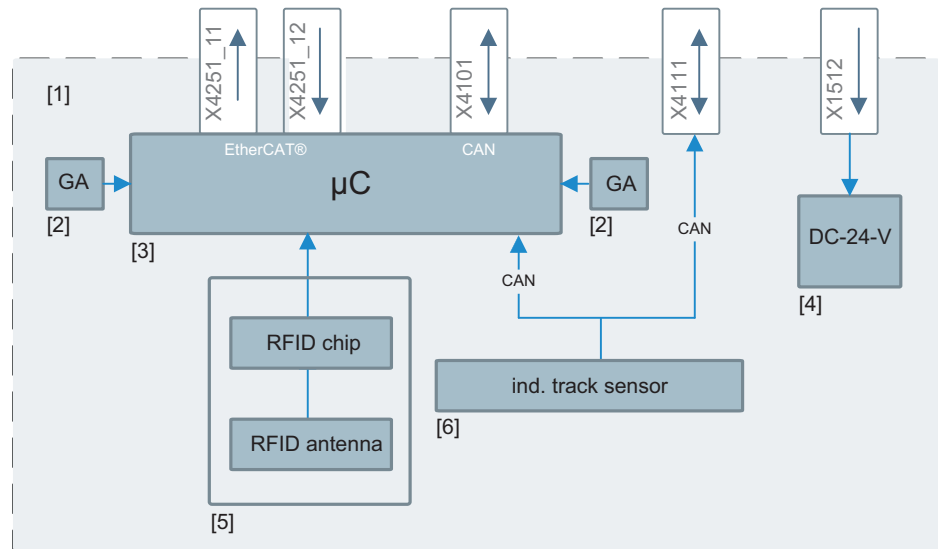 X4251_11
X4251_12
X4101
X4111
X1512
[1]
EtherCAT®
CAN
µC
GA
[2]
GA
[2]
[3]
CAN
DC-24-V
[4]
CAN
RFID chip
RFID antenna
[5]
ind. track sensor
[6]